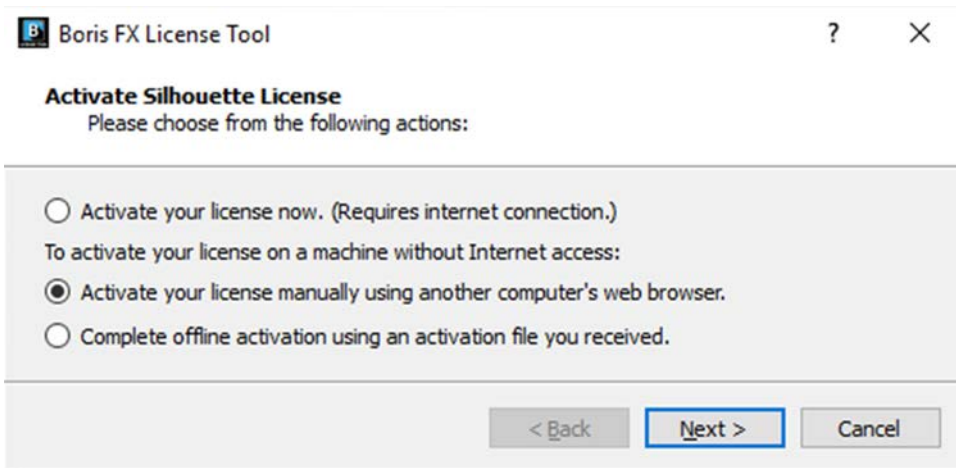 Boris FX License Tool
Activate Silhouette License
Please choose from the following actions:
Activate your license now. (Requires internet connection.)
To activate your license on a machine without Internet access:
Activate your license manually using another computer's web browser.
Complete offline activation using an activation file you received.
< Back Next > Cancel